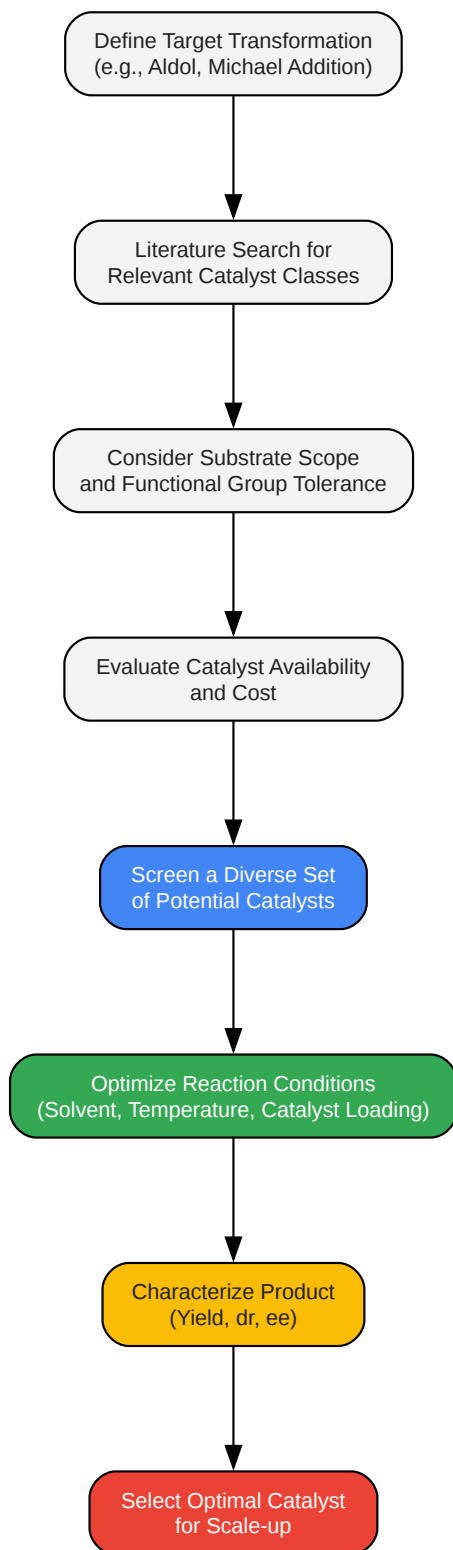 Define Target Transformation
(e.g., Aldol, Michael Addition)
Literature Search for
Relevant Catalyst Classes
Consider Substrate Scope
and Functional Group Tolerance
Evaluate Catalyst Availability
and Cost
Screen a Diverse Set
of Potential Catalysts
Optimize Reaction Conditions
(Solvent, Temperature, Catalyst Loading)
Characterize Product
(Yield, dr, ee)
Select Optimal Catalyst
for Scale-up